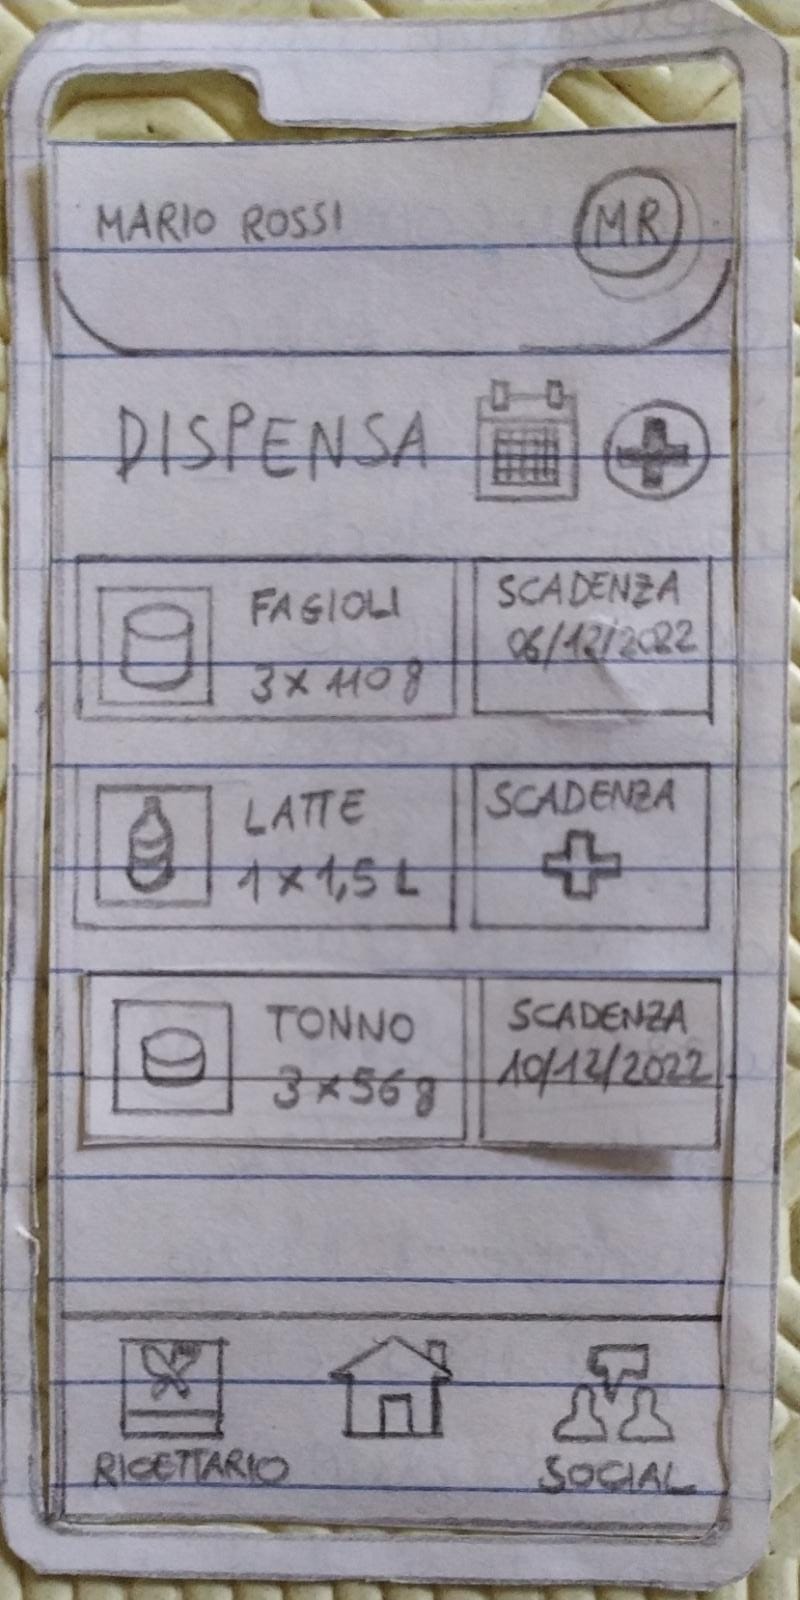 MARIO ROSSI
MR
DISPENSA
FAGIOLI
3 x 110 g
SCADENZA
06/12/2022
LATTE
1 x 1,5 L
SCADENZA
TONNO
3 x 56 g
SCADENZA
10/12/2022
RICETTARIO
SOCIAL